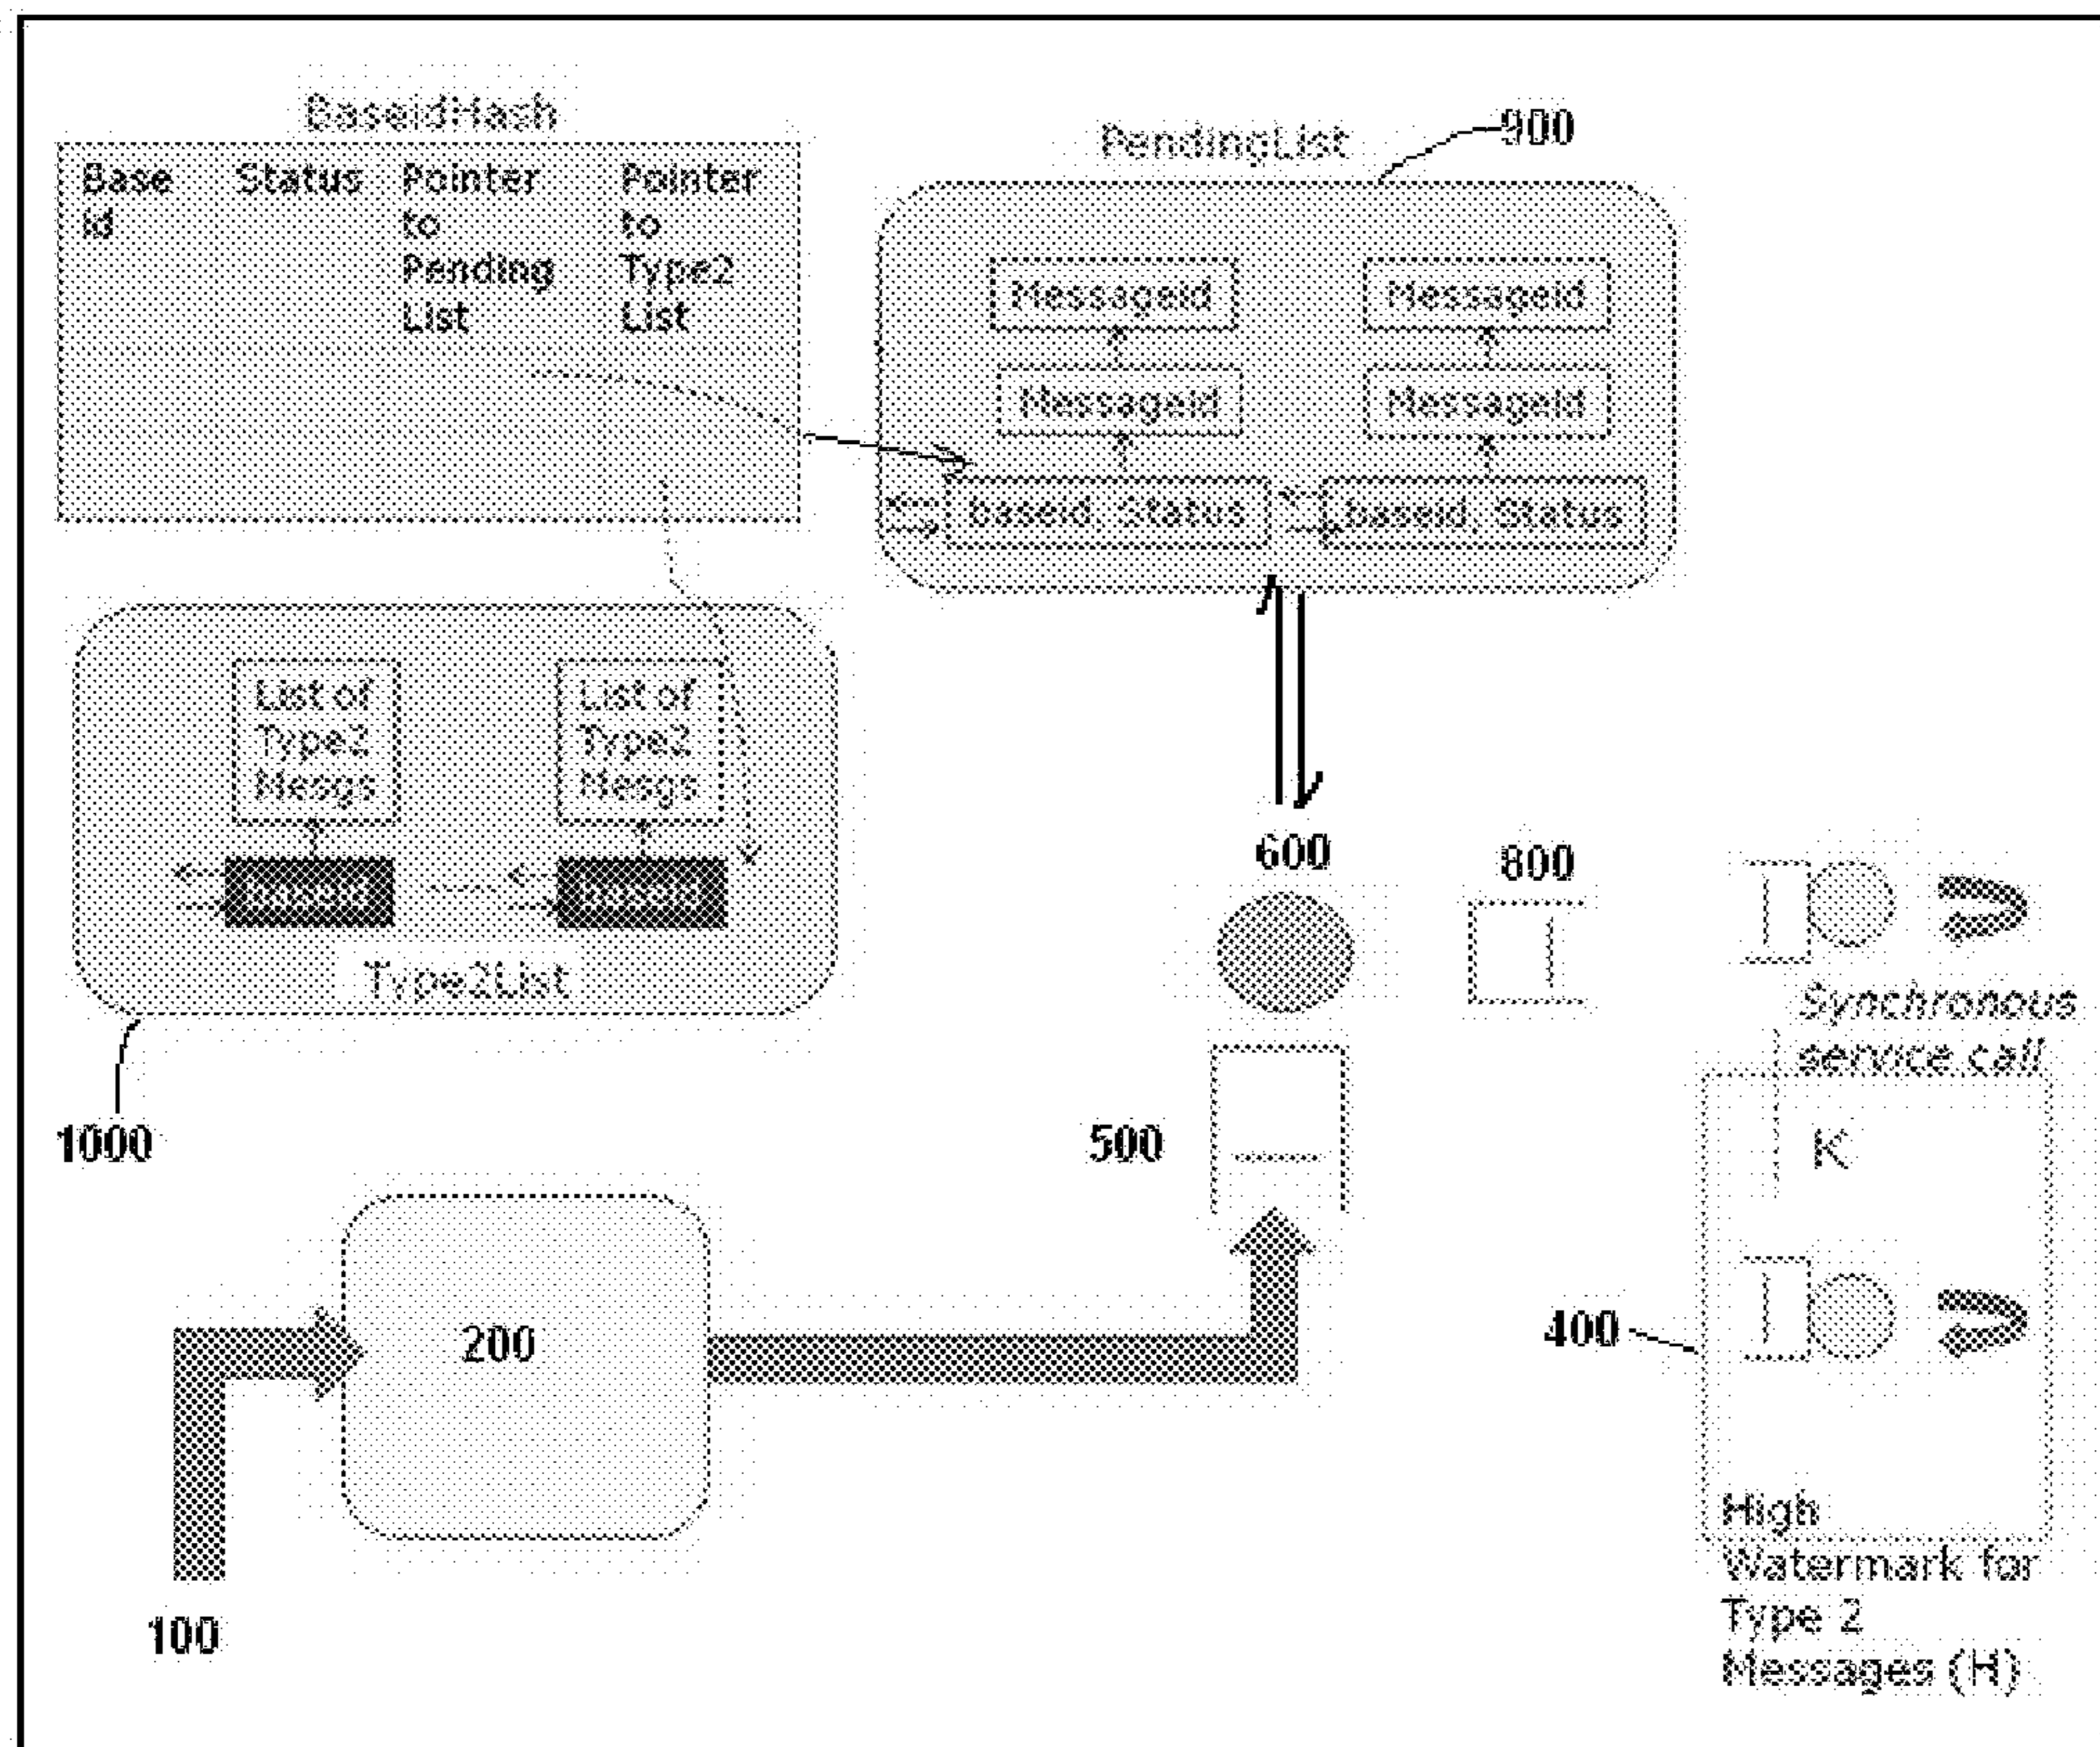 BaseidHash
Base
id
Status
Pointer
to
Pending
List
Pointer
to
Type2
List
PendingList
900
Messageid
Messageid
Messageid
Messageid
baseid, Status
baseid, Status
List of
Type2
Mesgs
List of
Type2
Mesgs
baseid
baseid
Type2List
1000
600
800
Synchronous
service call
500
K
200
400
100
High
Watermark for
Type 2
Messages (H)